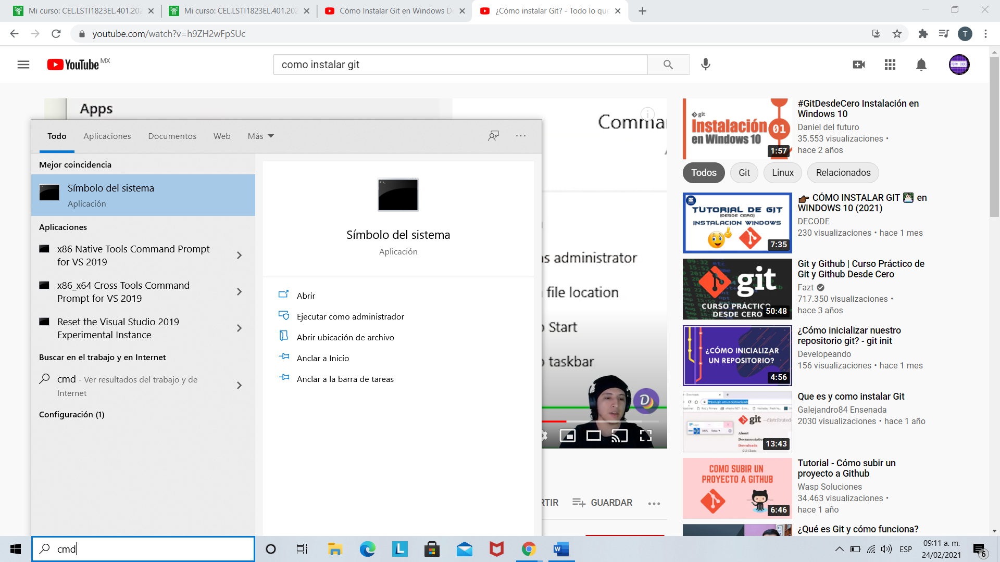 Mi curso: CEL.LSTI1823EL.401.202
Mi curso: CEL.LSTI1823EL.401.202
Cómo Instalar Git en Windows De
¿Cómo instalar Git? - Todo lo que
youtube.com/watch?v=h9ZH2wFpSUc
T
YouTube MX
como instalar git
Apps
Comma
as administrator
file location
Start
taskbar
D
RTIR
GUARDAR
Todo
Aplicaciones
Documentos
Web
Más
Mejor coincidencia
Símbolo del sistema
Aplicación
Aplicaciones
x86 Native Tools Command Prompt
for VS 2019
x86_x64 Cross Tools Command
Prompt for VS 2019
Reset the Visual Studio 2019
Experimental Instance
Buscar en el trabajo y en Internet
cmd - Ver resultados del trabajo y de
Internet
Configuración (1)
Símbolo del sistema
Aplicación
Abrir
Ejecutar como administrador
Abrir ubicación de archivo
Anclar a Inicio
Anclar a la barra de tareas
git
Instalación 01
en Windows 10
1:57
#GitDesdeCero Instalación en
Windows 10
Daniel del futuro
35.553 visualizaciones •
hace 2 años
Todos
Git
Linux
Relacionados
TUTORIAL DE GIT
(DESDE CERO)
INSTALACION WINDOWS
7:35
CÓMO INSTALAR GIT en
WINDOWS 10 (2021)
DECODE
230 visualizaciones • hace 1 mes
git
CURSO PRÁCTICO
DESDE CERO
50:48
Git y Github | Curso Práctico de
Git y Github Desde Cero
Fazt
717.350 visualizaciones •
hace 3 años
¿CÓMO INICIALIZAR
UN REPOSITORIO?
4:56
¿Cómo inicializar nuestro
repositorio git? - git init
Developeando
156 visualizaciones • hace 1 mes
git --distributed
About
Documentation
Downloads
GUI Clients
13:43
Que es y como instalar Git
Galejandro84 Ensenada
2030 visualizaciones • hace 1 año
COMO SUBIR UN
PROYECTO A GITHUB
6:46
Tutorial - Cómo subir un
proyecto a Github
Wasp Soluciones
34.463 visualizaciones •
hace 1 año
¿Qué es Git y cómo funciona?
cmd
L
W
ESP
09:11 a. m.
24/02/2021
6